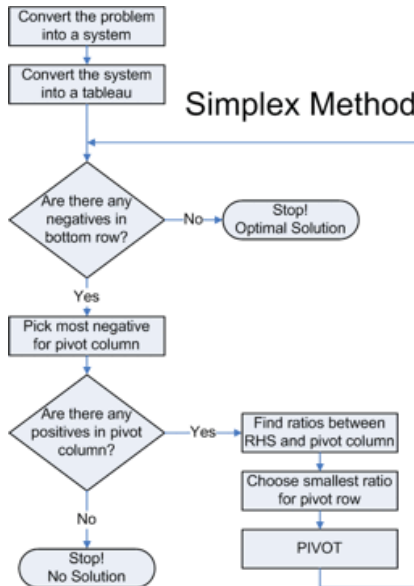 Convert the problem
into a system
Convert the system
into a tableau
Simplex Method
Are there any
negatives in
bottom row?
No
Stop!
Optimal Solution
Yes
Pick most negative
for pivot column
Are there any
positives in pivot
column?
Yes
Find ratios between
RHS and pivot column
Choose smallest ratio
for pivot row
PIVOT
No
Stop!
No Solution